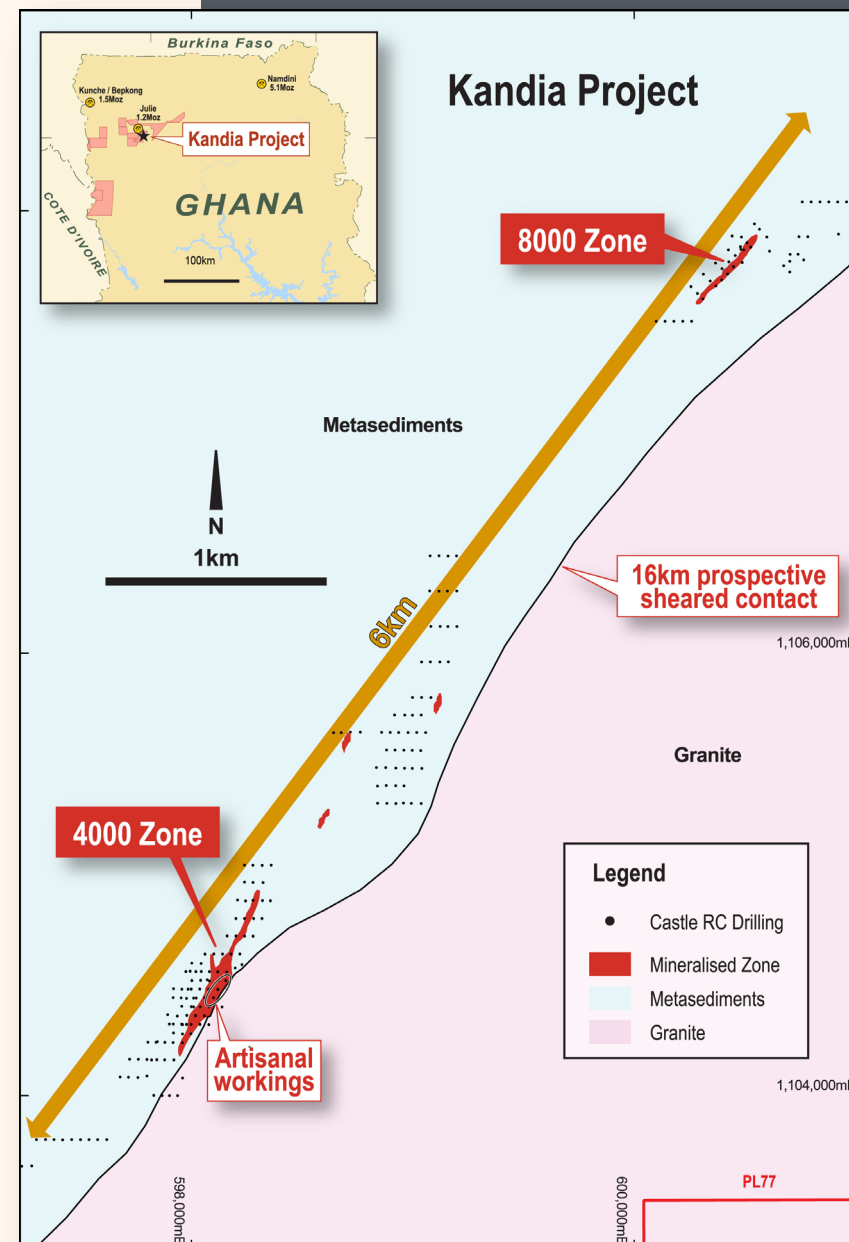 Burkina Faso
Kunche / Bepkong
1.5Moz
Namdini
5.1Moz
Julie
1.2Moz
Kandia Project
GHANA
COTE D'IVOIRE
100km
Kandia Project
8000 Zone
Metasediments
N
1km
6km
16km prospective
sheared contact
1,106,000m
Granite
4000 Zone
Legend
Castle RC Drilling
Mineralised Zone
Metasediments
Granite
Artisanal
workings
1,104,000m
598,000mE
600,000mE
PL77